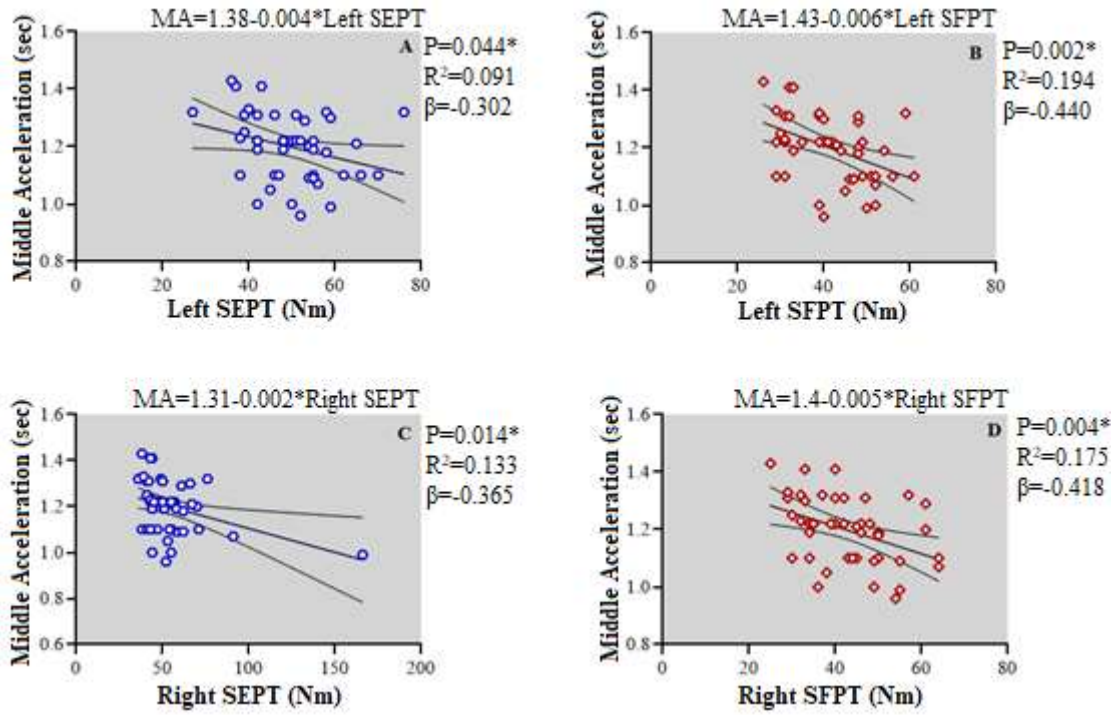 MA=1.38-0.004*Left SEPT
A
P=0.044*
R²=0.091
β=-0.302
Middle Acceleration (sec)
1.6
1.4
1.2
1.0
0.8
0
20
40
60
80
Left SEPT (Nm)
MA=1.43-0.006*Left SFPT
B
P=0.002*
R²=0.194
β=-0.440
Middle Acceleration (sec)
1.6
1.4
1.2
1.0
0.8
0
20
40
60
80
Left SFPT (Nm)
MA=1.31-0.002*Right SEPT
C
P=0.014*
R²=0.133
β=-0.365
Middle Acceleration (sec)
1.6
1.4
1.2
1.0
0.8
0.6
0
50
100
150
200
Right SEPT (Nm)
MA=1.4-0.005*Right SFPT
D
P=0.004*
R²=0.175
β=-0.418
Middle Acceleration (sec)
1.6
1.4
1.2
1.0
0.8
0
20
40
60
80
Right SFPT (Nm)